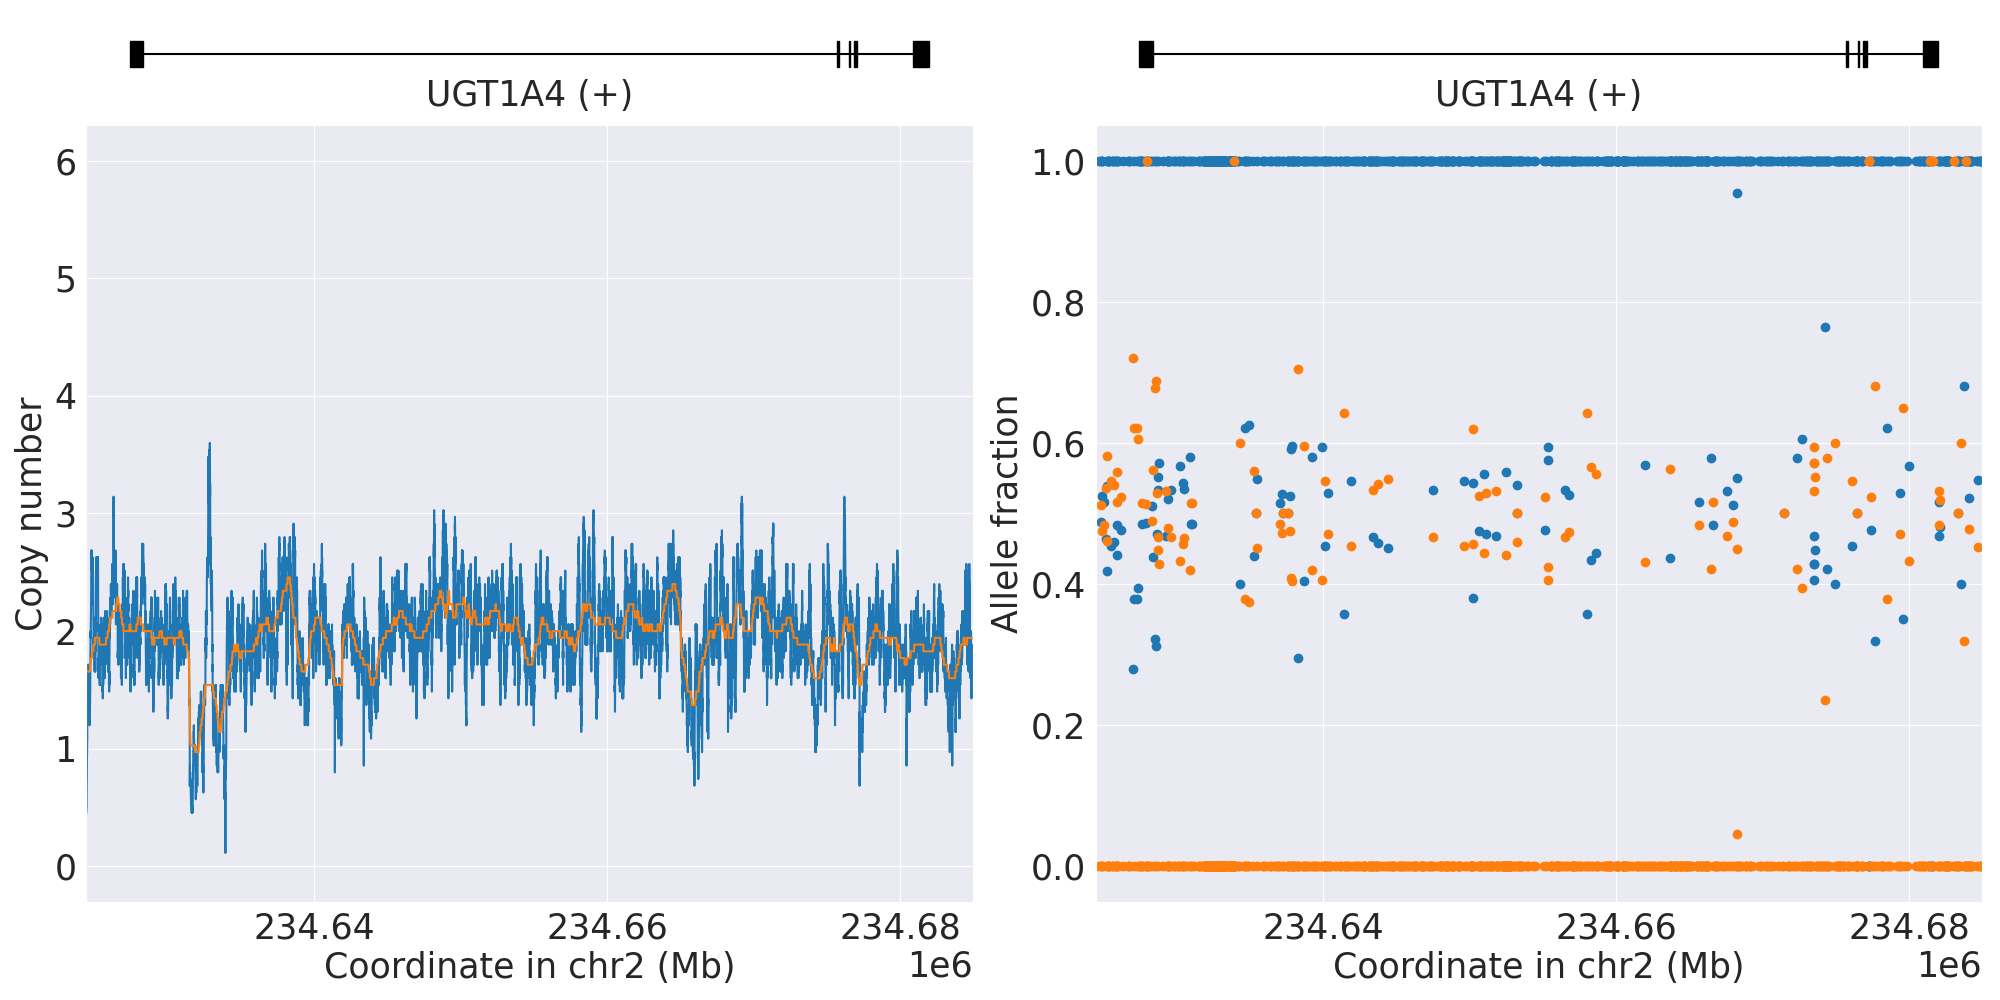 UGT1A4 (+)
6
5
4
3
2
1
0
Copy number
234.64 234.66 234.68
Coordinate in chr2 (Mb)
1e6
UGT1A4 (+)
1.0
0.8
0.6
0.4
0.2
0.0
Allele fraction
234.64 234.66 234.68
Coordinate in chr2 (Mb)
1e6